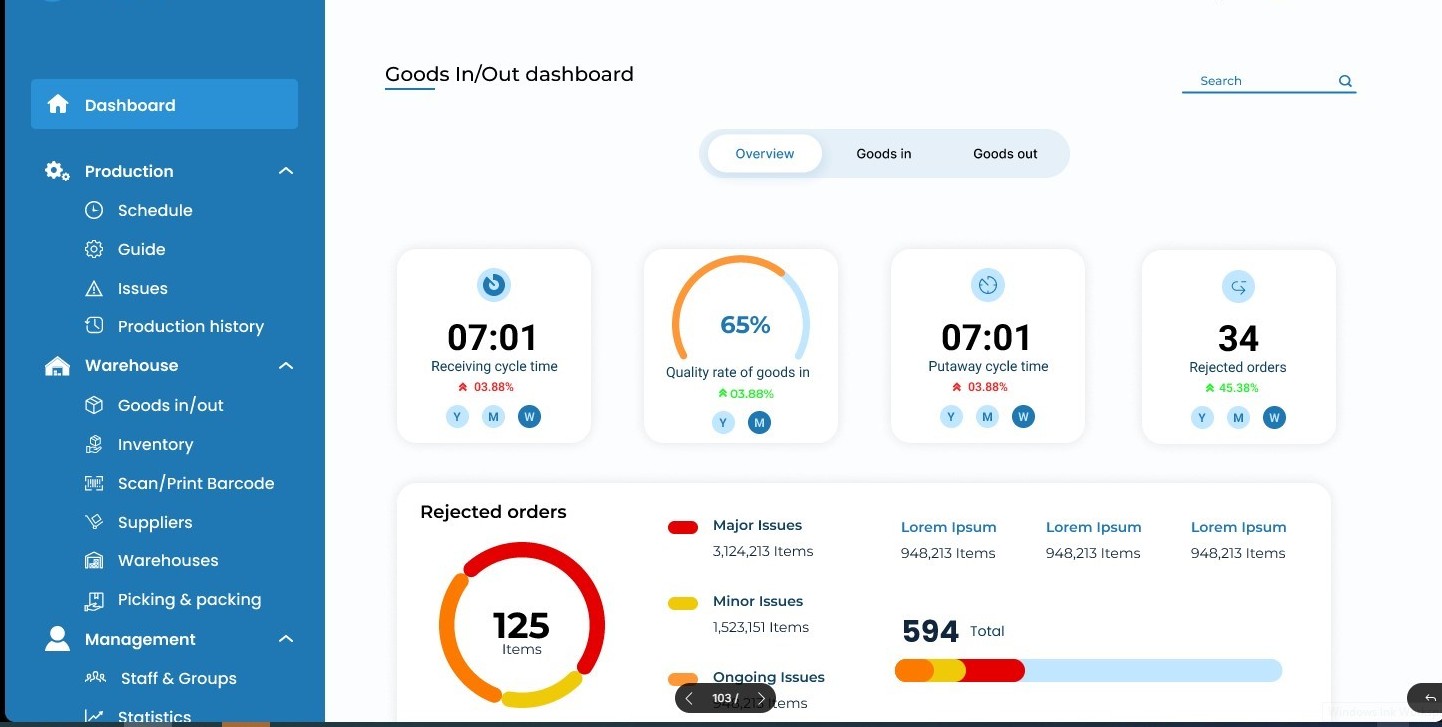 Dashboard
Production
Schedule
Guide
Issues
Production history
Warehouse
Goods in/out
Inventory
Scan/Print Barcode
Suppliers
Warehouses
Picking & packing
Management
Staff & Groups
Statistics
Goods In/Out dashboard
Search
Overview Goods in Goods out
07:01
Receiving cycle time
03.88%
Y M W
65%
Quality rate of goods in
03.88%
Y M
07:01
Putaway cycle time
03.88%
Y M W
34
Rejected orders
45.38%
Y M W
Rejected orders
125
Items
Major Issues
3,124,213 Items
Minor Issues
1,523,151 Items
Ongoing Issues
948,213 Items
Lorem Ipsum Lorem Ipsum Lorem Ipsum
948,213 Items 948,213 Items 948,213 Items
594 Total
103 /